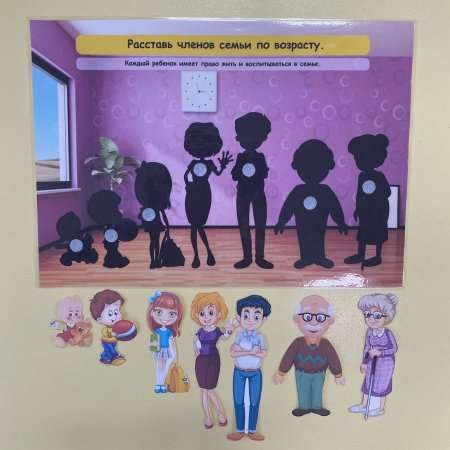 Расставь членов семьи по возрасту.
Каждый ребенок имеет право жить и воспитываться в семье.